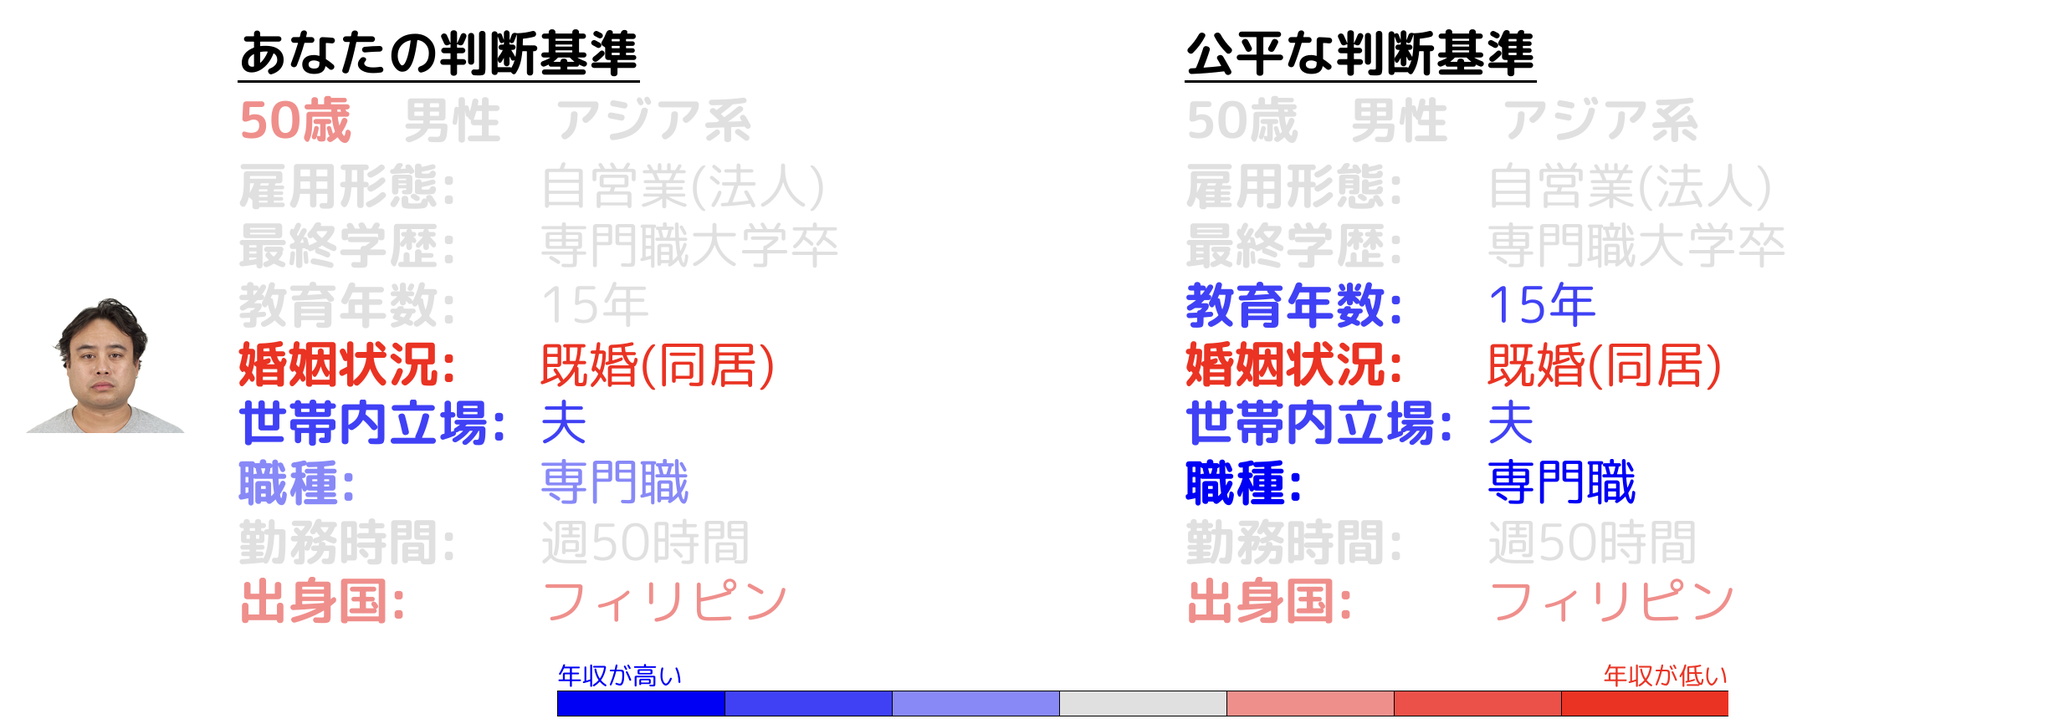 あなたの判断基準
50歳 男性 アジア系
雇用形態: 自営業(法人)
最終学歴: 専門職大学卒
教育年数: 15年
婚姻状況: 既婚(同居)
世帯内立場: 夫
職種: 専門職
勤務時間: 週50時間
出身国: フィリピン
公平な判断基準
50歳 男性 アジア系
雇用形態: 自営業(法人)
最終学歴: 専門職大学卒
教育年数: 15年
婚姻状況: 既婚(同居)
世帯内立場: 夫
職種: 専門職
勤務時間: 週50時間
出身国: フィリピン
年収が高い
年収が低い